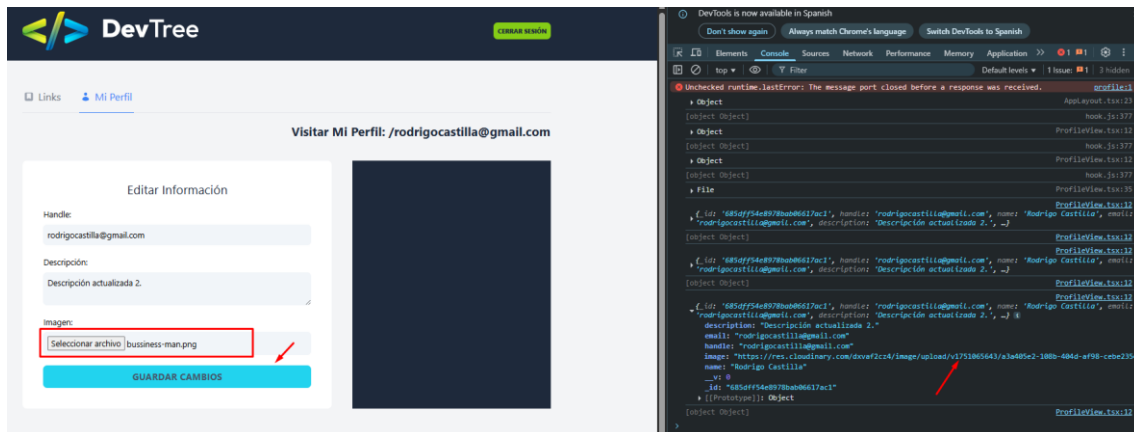 DevTree
CERRAR SESIÓN
Links
Mi Perfil
Visitar Mi Perfil: /rodrigocastilla@gmail.com
Editar Información
Handle:
rodrigocastilla@gmail.com
Descripción:
Descripción actualizada 2.
Imagen:
Seleccionar archivo bussiness-man.png
GUARDAR CAMBIOS
DevTools is now available in Spanish
Don't show again Always match Chrome's language Switch DevTools to Spanish
Elements Console Sources Network Performance Memory Application 1 1
top Filter Default levels 1 Issue: 1 3 hidden
Unchecked runtime.lastError: The message port closed before a response was received. profile:1
Object AppLayout.tsx:23
[object Object] hook.js:377
Object ProfileView.tsx:12
[object Object] hook.js:377
Object ProfileView.tsx:12
[object Object] hook.js:377
File ProfileView.tsx:35
ProfileView.tsx:12
{_id: '685dff54e8978bab06617ac1', handle: 'rodrigocastilla@gmail.com', name: 'Rodrigo Castilla', email:
'rodrigocastilla@gmail.com', description: 'Descripción actualizada 2.', …}
[object Object] ProfileView.tsx:12
ProfileView.tsx:12
{_id: '685dff54e8978bab06617ac1', handle: 'rodrigocastilla@gmail.com', name: 'Rodrigo Castilla', email:
'rodrigocastilla@gmail.com', description: 'Descripción actualizada 2.', …}
[object Object] ProfileView.tsx:12
ProfileView.tsx:12
{_id: '685dff54e8978bab06617ac1', handle: 'rodrigocastilla@gmail.com', name: 'Rodrigo Castilla', email:
'rodrigocastilla@gmail.com', description: 'Descripción actualizada 2.', …}
description: "Descripción actualizada 2."
email: "rodrigocastilla@gmail.com"
handle: "rodrigocastilla@gmail.com"
image: "https://res.cloudinary.com/dxvaf2cz4/image/upload/v1751065643/a3a405e2-108b-404d-af98-cebe235
name: "Rodrigo Castilla"
__v: 0
_id: "685dff54e8978bab06617ac1"
[[Prototype]]: Object
[object Object] ProfileView.tsx:12